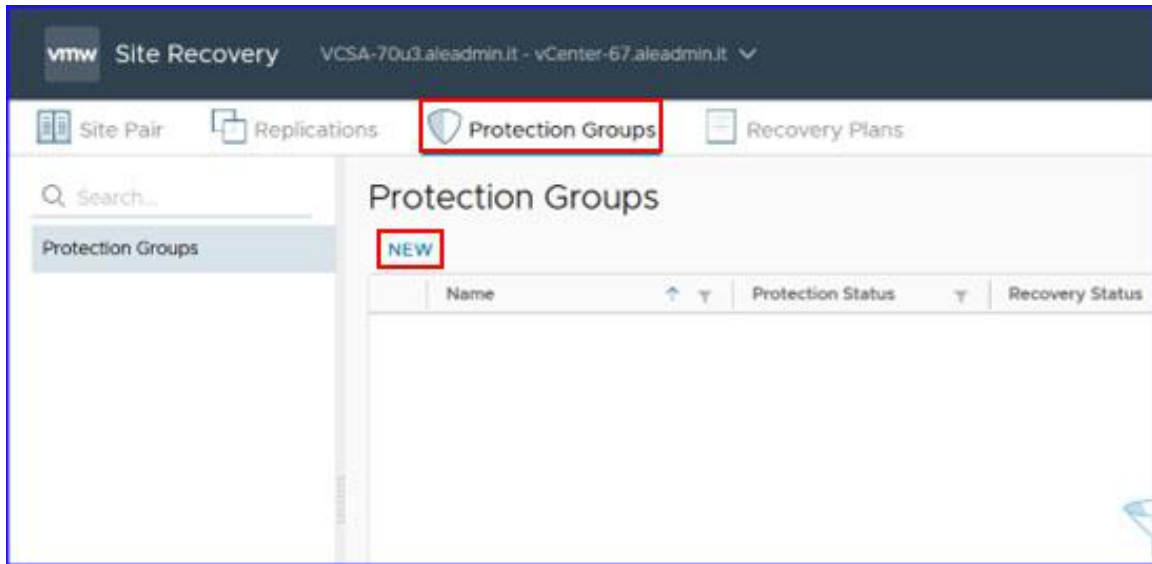 vmw Site Recovery VCSA-70u3.aleadmin.it - vCenter-67.aleadmin.it
Site Pair Replications Protection Groups Recovery Plans
Search...
Protection Groups
Protection Groups
NEW
Name Protection Status Recovery Status